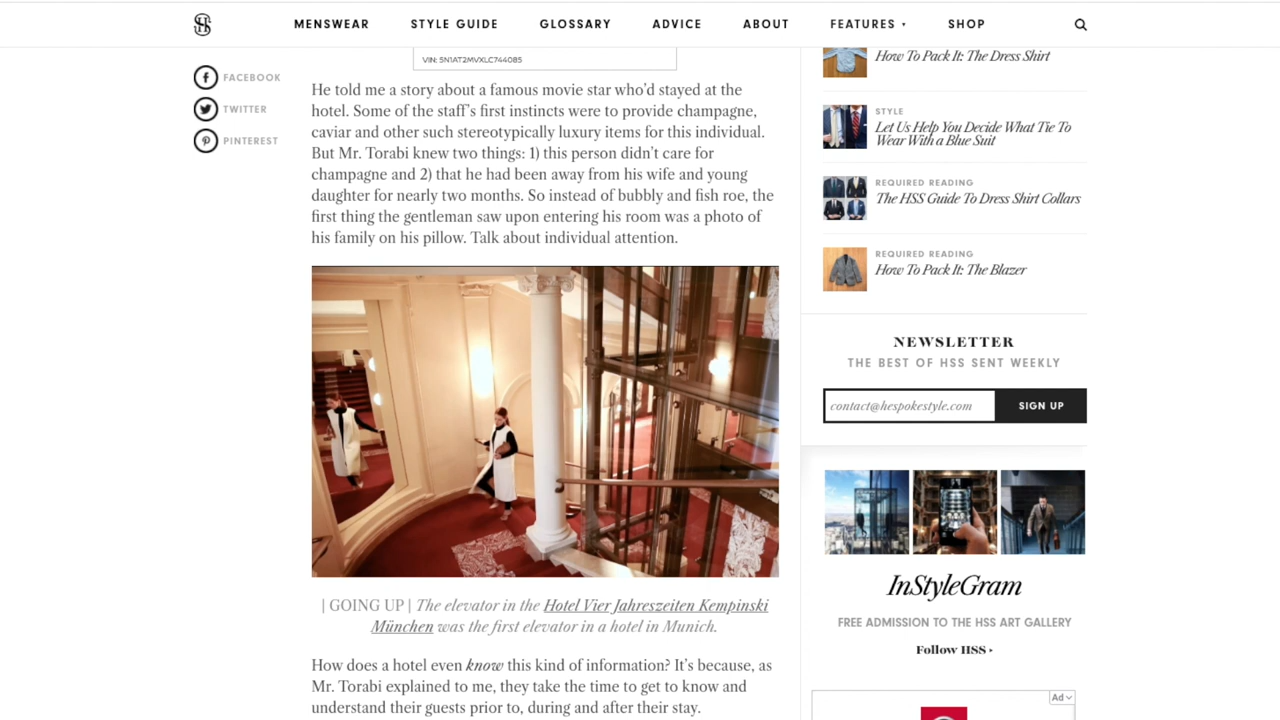 MENSWEAR STYLE GUIDE GLOSSARY ADVICE ABOUT FEATURES SHOP
FACEBOOK
TWITTER
PINTEREST
VIN: 5N1AT2MVXLC744085
He told me a story about a famous movie star who'd stayed at the
hotel. Some of the staff's first instincts were to provide champagne,
caviar and other such stereotypically luxury items for this individual.
But Mr. Torabi knew two things: 1) this person didn't care for
champagne and 2) that he had been away from his wife and young
daughter for nearly two months. So instead of bubbly and fish roe, the
first thing the gentleman saw upon entering his room was a photo of
his family on his pillow. Talk about individual attention.
| GOING UP | The elevator in the Hotel Vier Jahreszeiten Kempinski
München was the first elevator in a hotel in Munich.
How does a hotel even know this kind of information? It's because, as
Mr. Torabi explained to me, they take the time to get to know and
understand their guests prior to, during and after their stay.
How To Pack It: The Dress Shirt
STYLE
Let Us Help You Decide What Tie To
Wear With a Blue Suit
REQUIRED READING
The HSS Guide To Dress Shirt Collars
REQUIRED READING
How To Pack It: The Blazer
NEWSLETTER
THE BEST OF HSS SENT WEEKLY
contact@hespokestyle.com SIGN UP
InStyleGram
FREE ADMISSION TO THE HSS ART GALLERY
Follow HSS
Ad